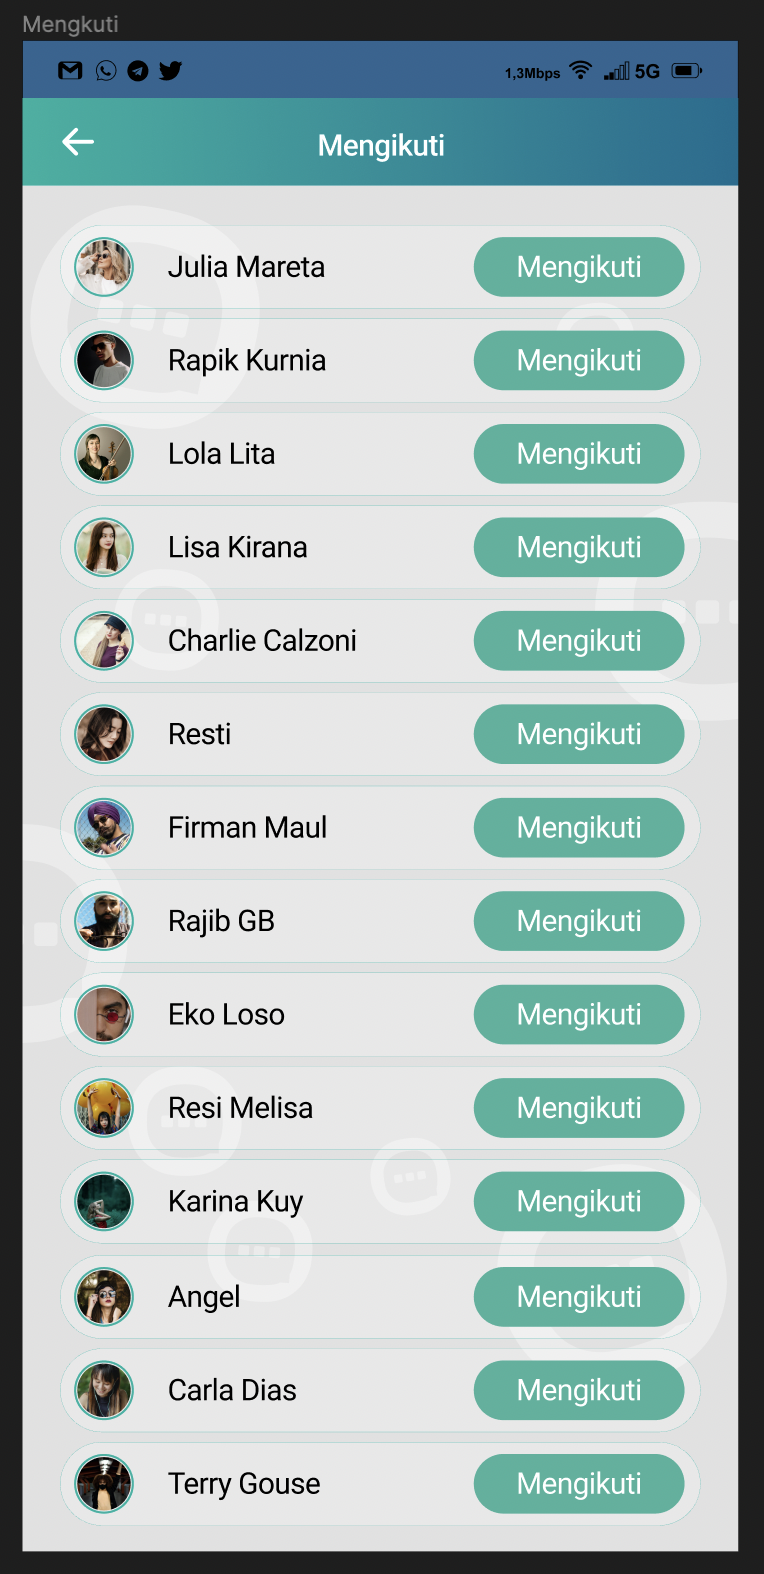 Mengkuti
1,3Mbps 5G
Mengikuti
Julia Mareta Mengikuti
Rapik Kurnia Mengikuti
Lola Lita Mengikuti
Lisa Kirana Mengikuti
Charlie Calzoni Mengikuti
Resti Mengikuti
Firman Maul Mengikuti
Rajib GB Mengikuti
Eko Loso Mengikuti
Resi Melisa Mengikuti
Karina Kuy Mengikuti
Angel Mengikuti
Carla Dias Mengikuti
Terry Gouse Mengikuti